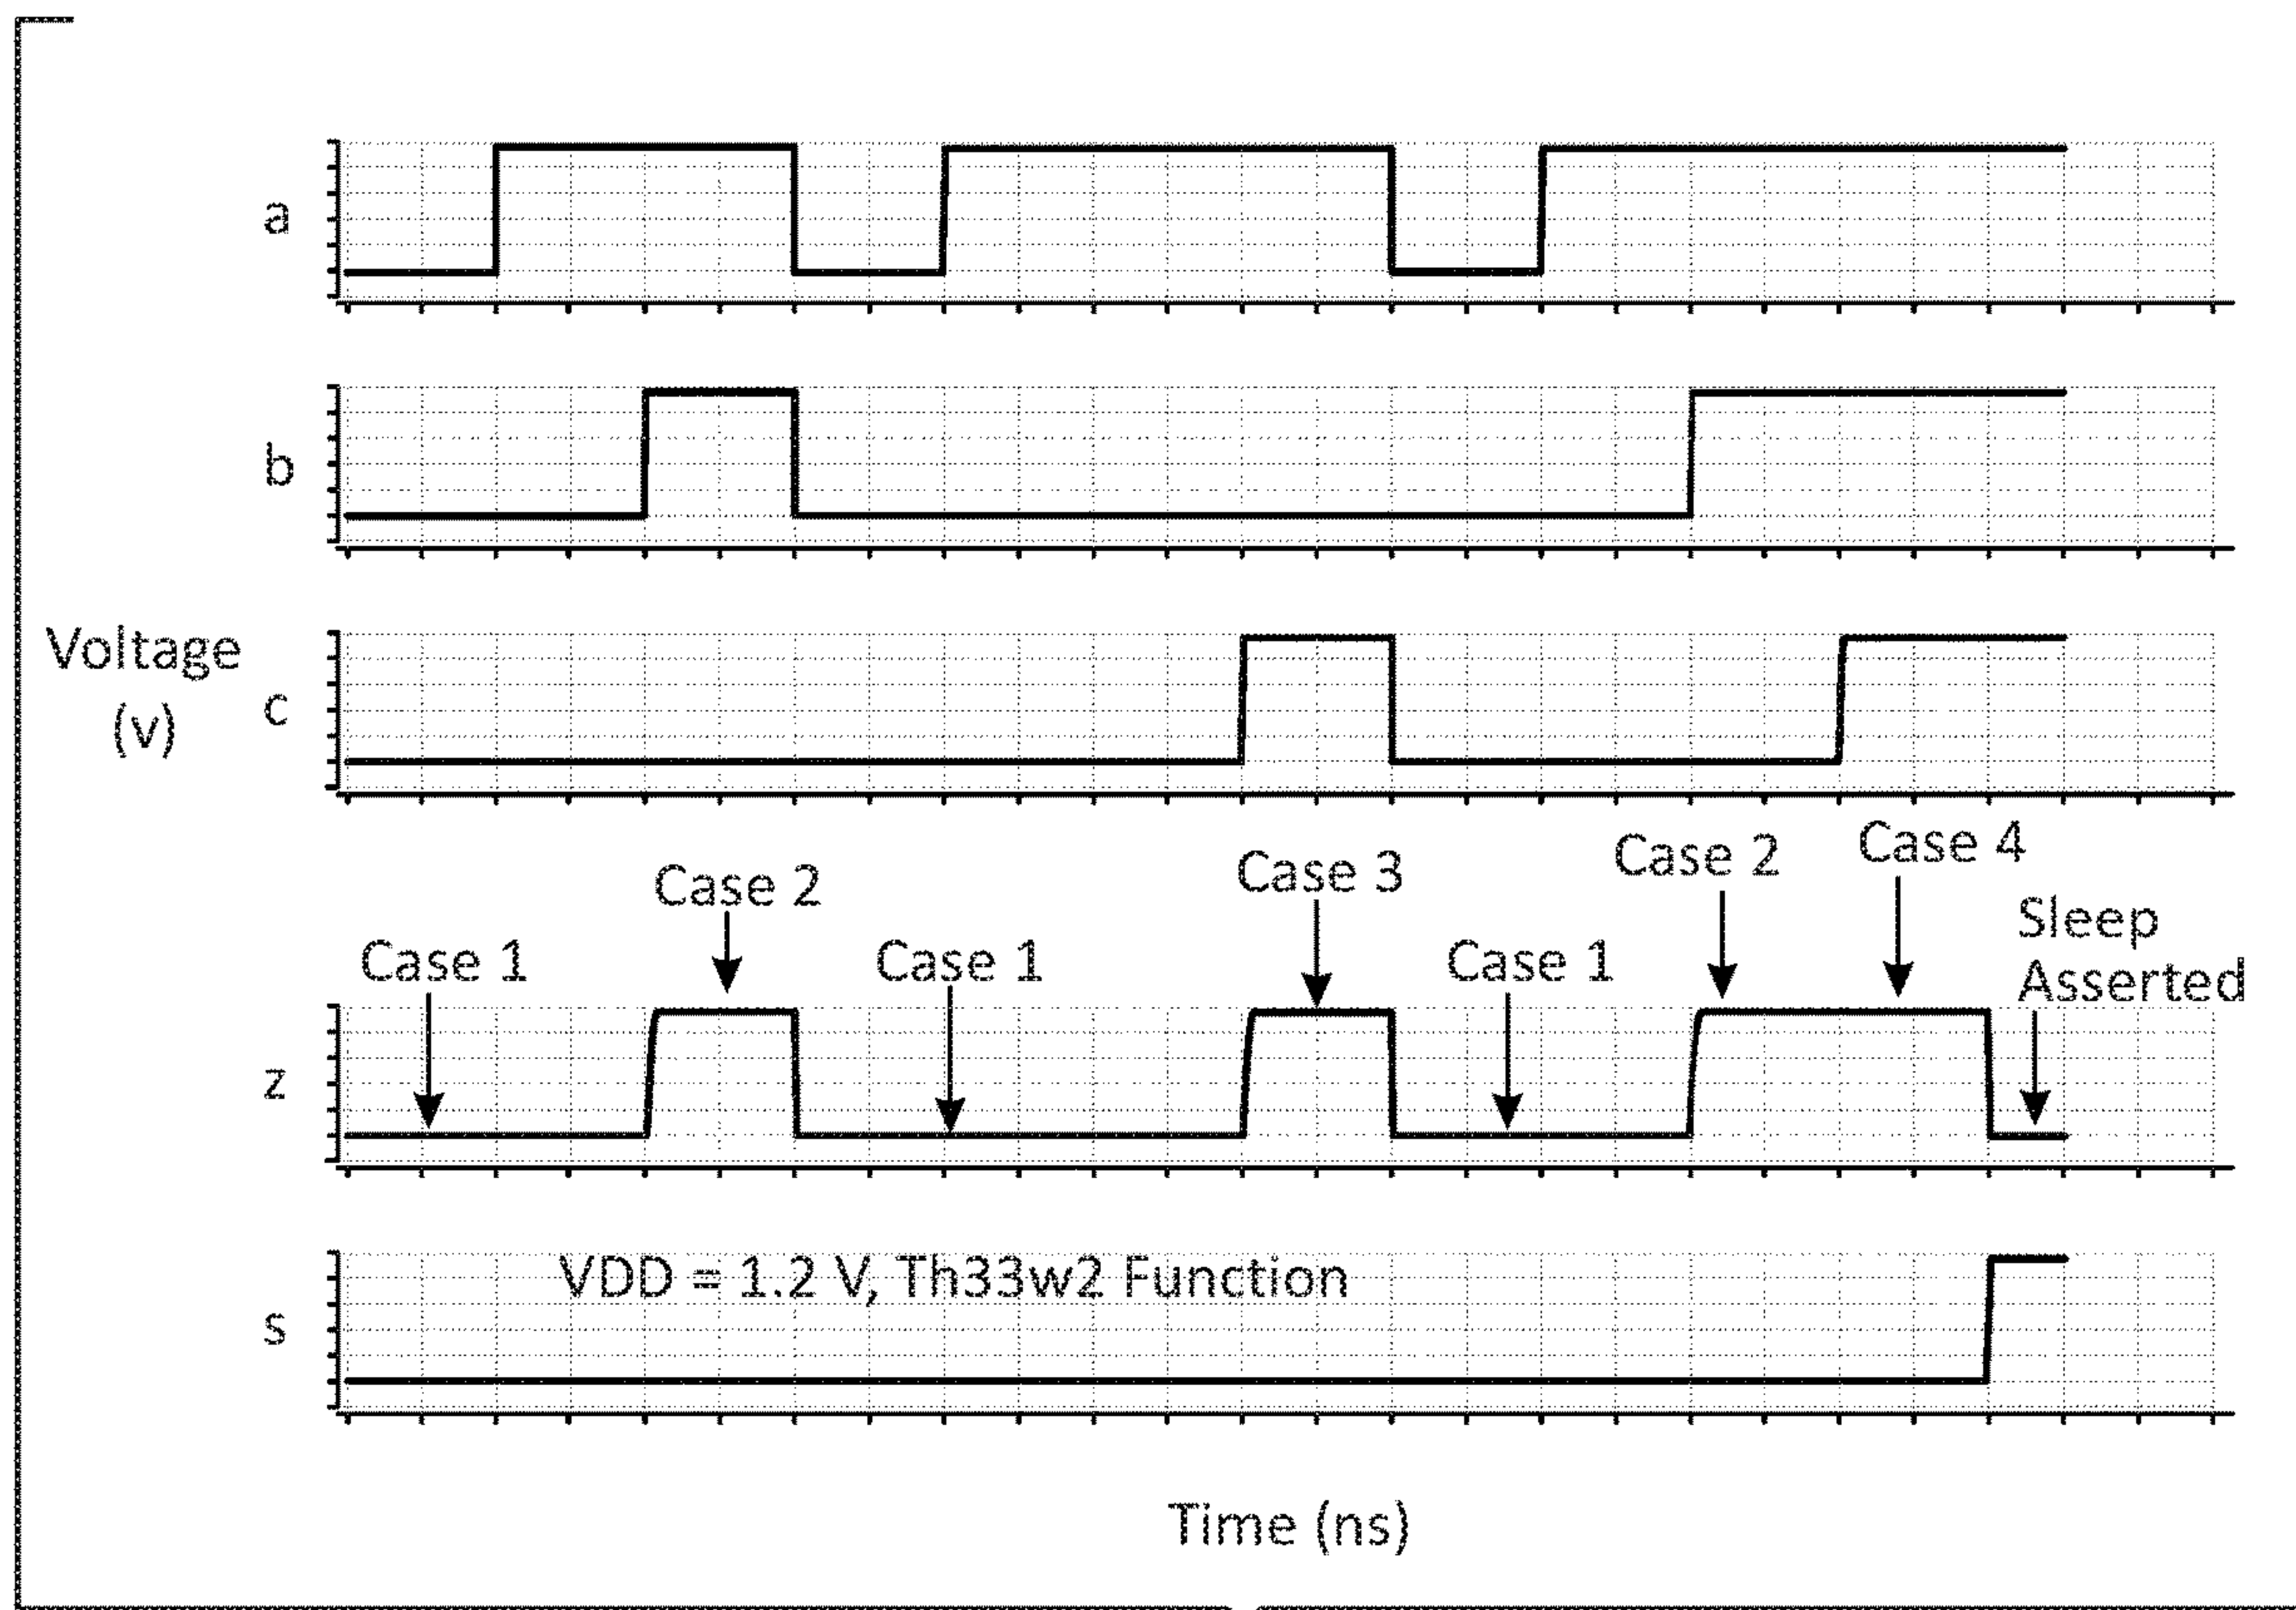 a
b
Voltage
(v)
c
Case 2
Case 3
Case 2
Case 4
Case 1
Case 1
Case 1
Sleep
Asserted
z
VDD = 1.2 V, Th33w2 Function
s
Time (ns)